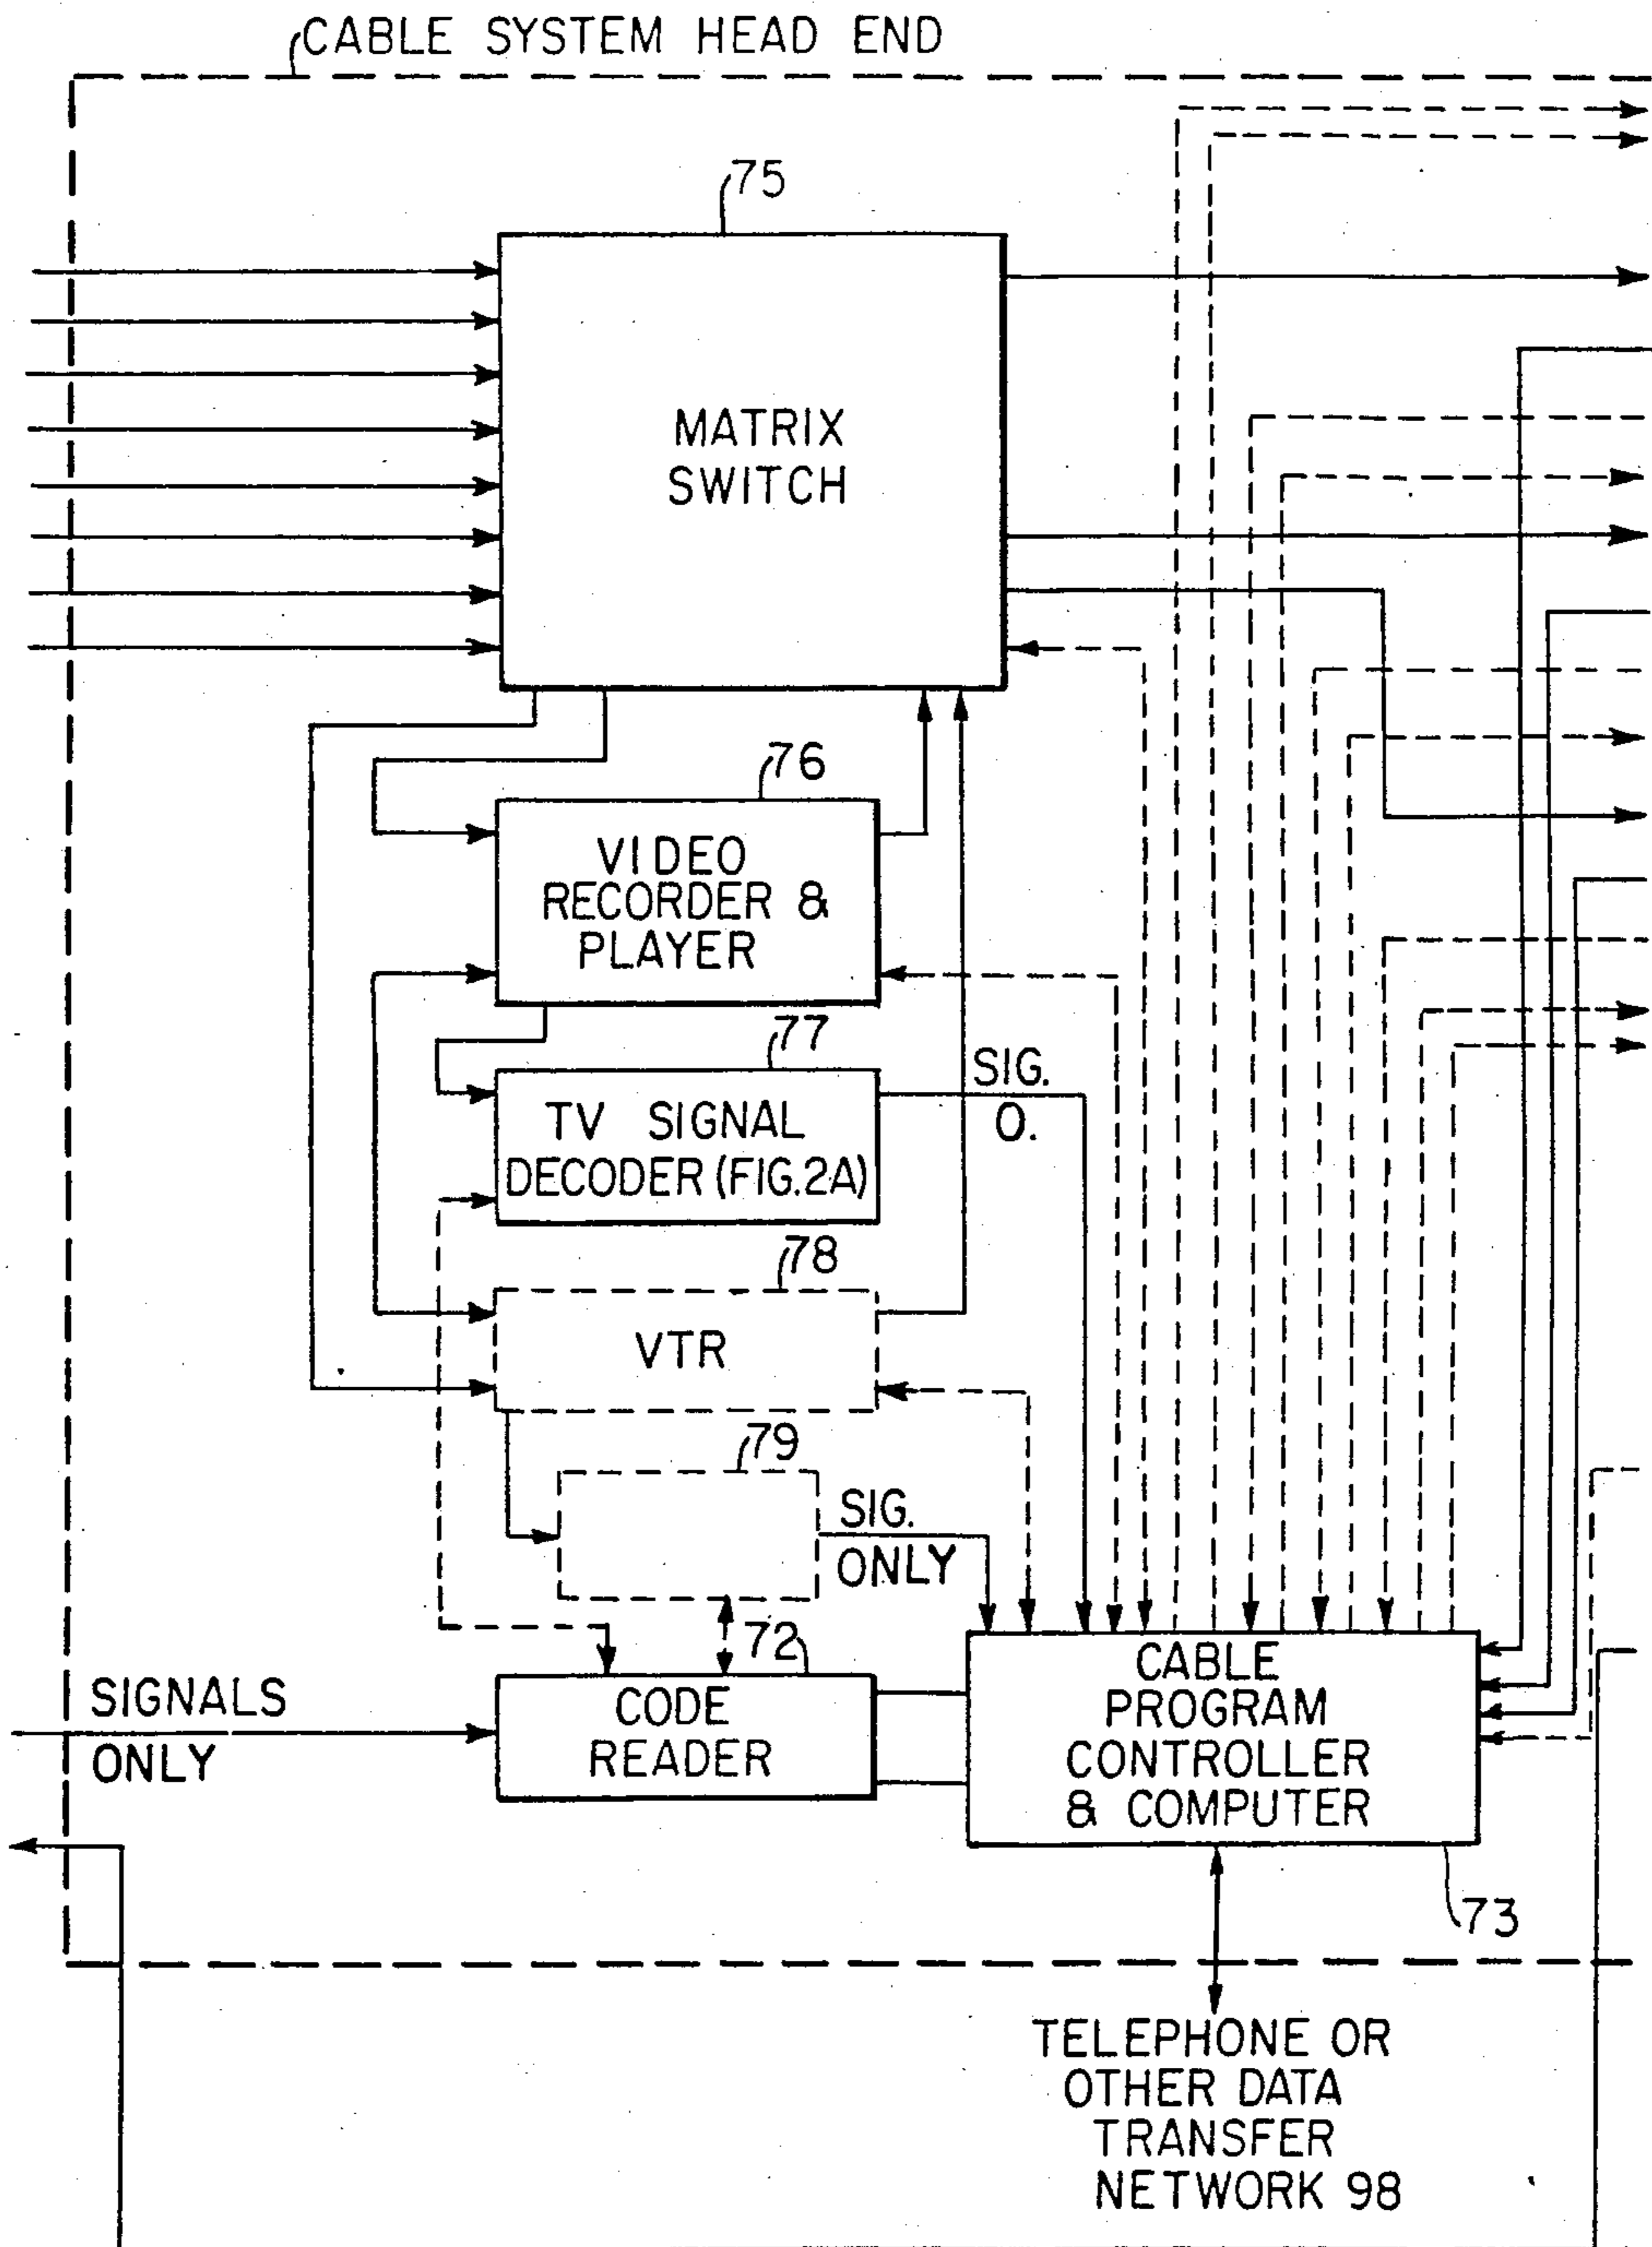 CABLE SYSTEM HEAD END
75
MATRIX
SWITCH
76
VIDEO
RECORDER &
PLAYER
77
SIG.
O.
TV SIGNAL
DECODER (FIG.2A)
78
VTR
79
SIG.
ONLY
72
SIGNALS
ONLY
CODE
READER
CABLE
PROGRAM
CONTROLLER
& COMPUTER
73
TELEPHONE OR
OTHER DATA
TRANSFER
NETWORK 98